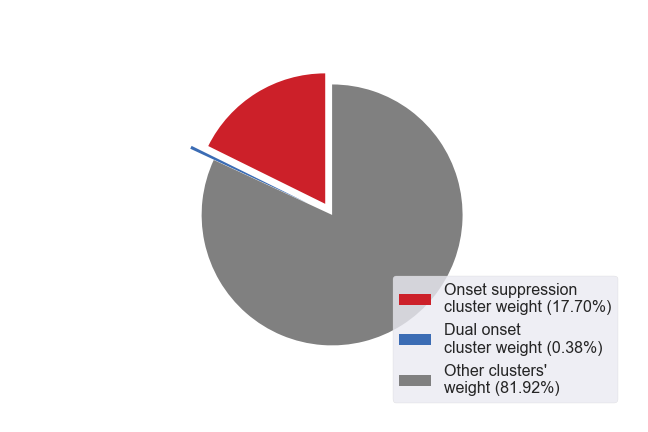 Onset suppression
cluster weight (17.70%)
Dual onset
cluster weight (0.38%)
Other clusters'
weight (81.92%)